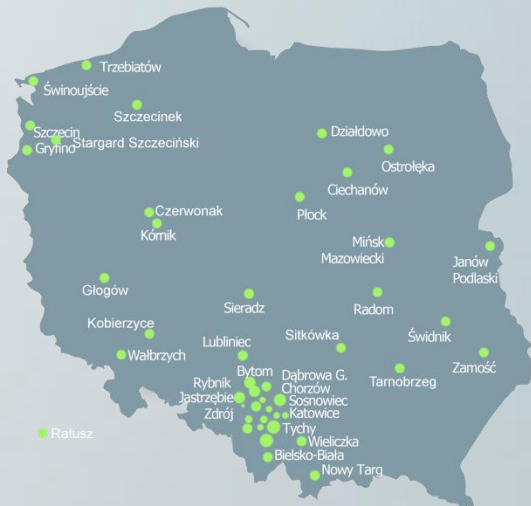 Trzebiatów
Świnoujście
Szczecinek
Szczecin
Stargard Szczeciński
Gryfino
Działdowo
Ostrołęka
Ciechanów
Płock
Czerwonak
Kórnik
Mińsk
Mazowiecki
Janów
Podlaski
Głogów
Sieradz
Radom
Kobierzyce
Sitkówka
Świdnik
Wałbrzych
Lubliniec
Zamość
Tarnobrzeg
Bytom
Dąbrowa G.
Rybnik
Chorzów
Jastrzębie
Zdrój
Sosnowiec
Katowice
Tychy
Ratusz
Wieliczka
Bielsko-Biała
Nowy Targ